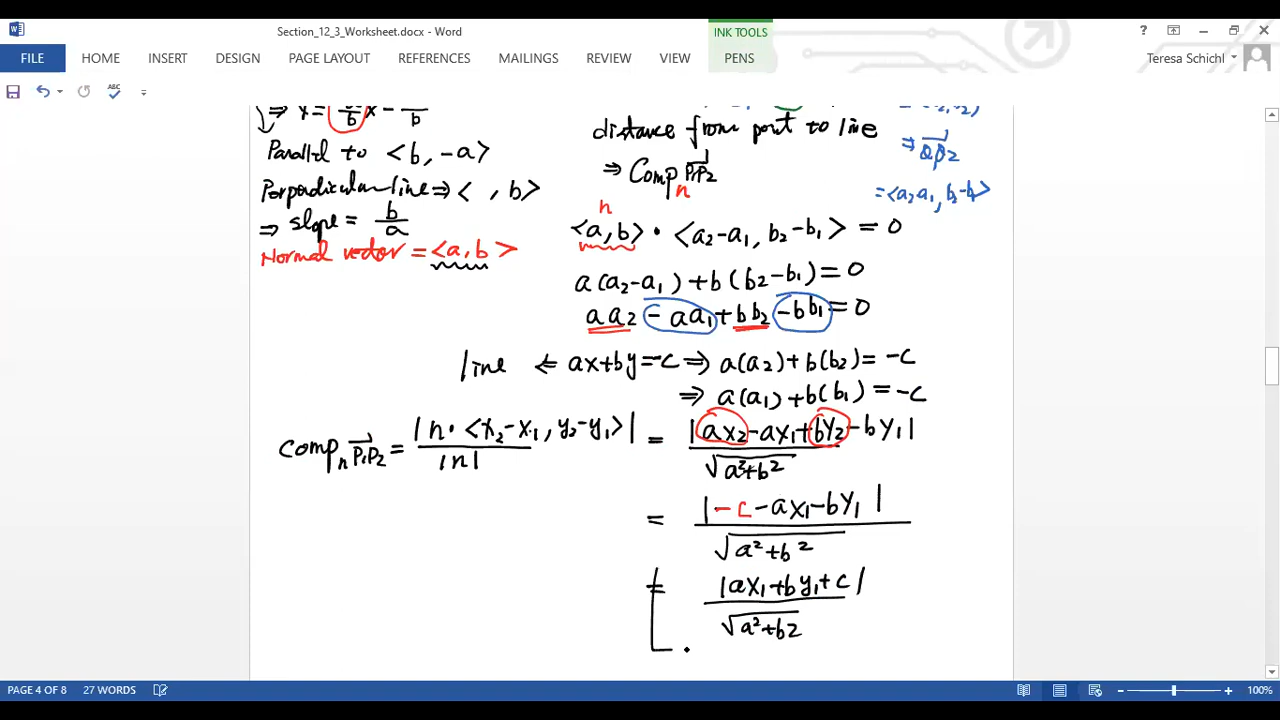 Section_12_3_Worksheet.docx - Word
INK TOOLS
FILE HOME INSERT DESIGN PAGE LAYOUT REFERENCES MAILINGS REVIEW VIEW PENS
Teresa Schichl
Parallel to <b, -a>
Perpendicular line ⇒ < , b>
⇒ slope = b/a
Normal vector = <a, b>
distance from point to line
⇒ Comp_n P1P2
⇒ QP2
= <a2 a1, b2-b1>
n
<a, b> • <a2-a1, b2-b1> = 0
a(a2-a1) + b(b2-b1) = 0
aa2 - aa1 + bb2 - bb1 = 0
line ← ax+by=-c ⇒ a(a2)+b(b2) = -c
⇒ a(a1)+b(b1) = -c
comp_n P1P2 = |n • <x2-x1, y2-y1>| / |n| = |ax2-ax1+by2-by1| / √a²+b²
= |-c-ax1-by1| / √a²+b²
= |ax1+by1+c| / √a²+b2
PAGE 4 OF 8 27 WORDS 100%